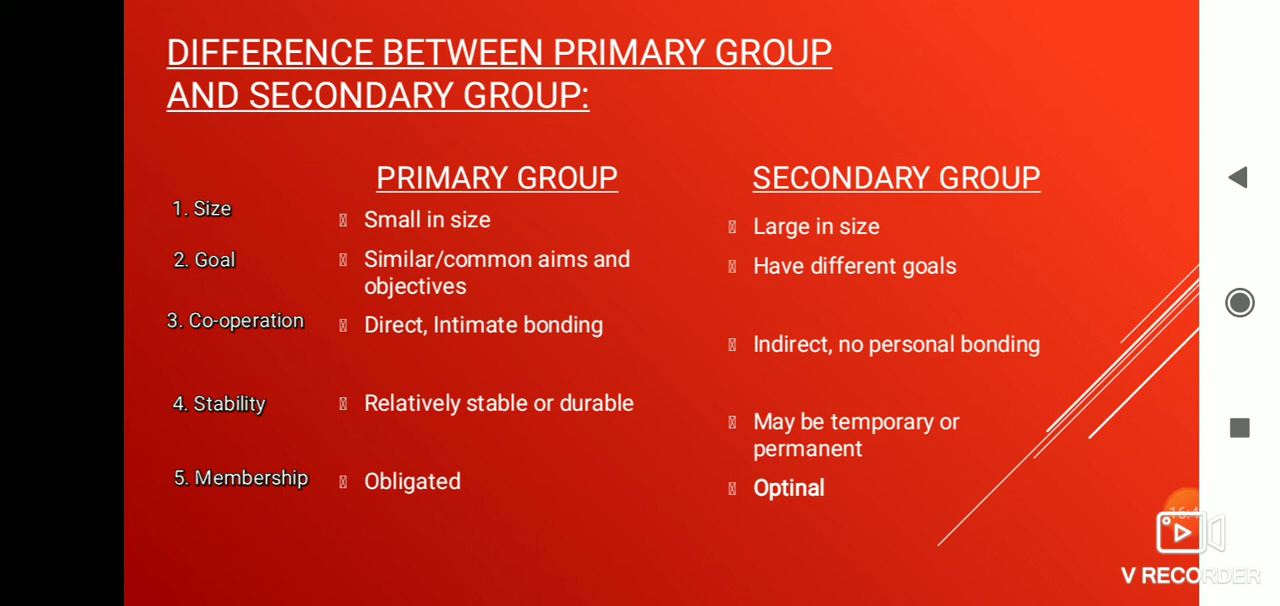 DIFFERENCE BETWEEN PRIMARY GROUP
AND SECONDARY GROUP:
PRIMARY GROUP
SECONDARY GROUP
1. Size
Small in size
Large in size
2. Goal
Similar/common aims and
objectives
Have different goals
3. Co-operation
Direct, Intimate bonding
Indirect, no personal bonding
4. Stability
Relatively stable or durable
May be temporary or
permanent
5. Membership
Obligated
Optinal
V RECORDER